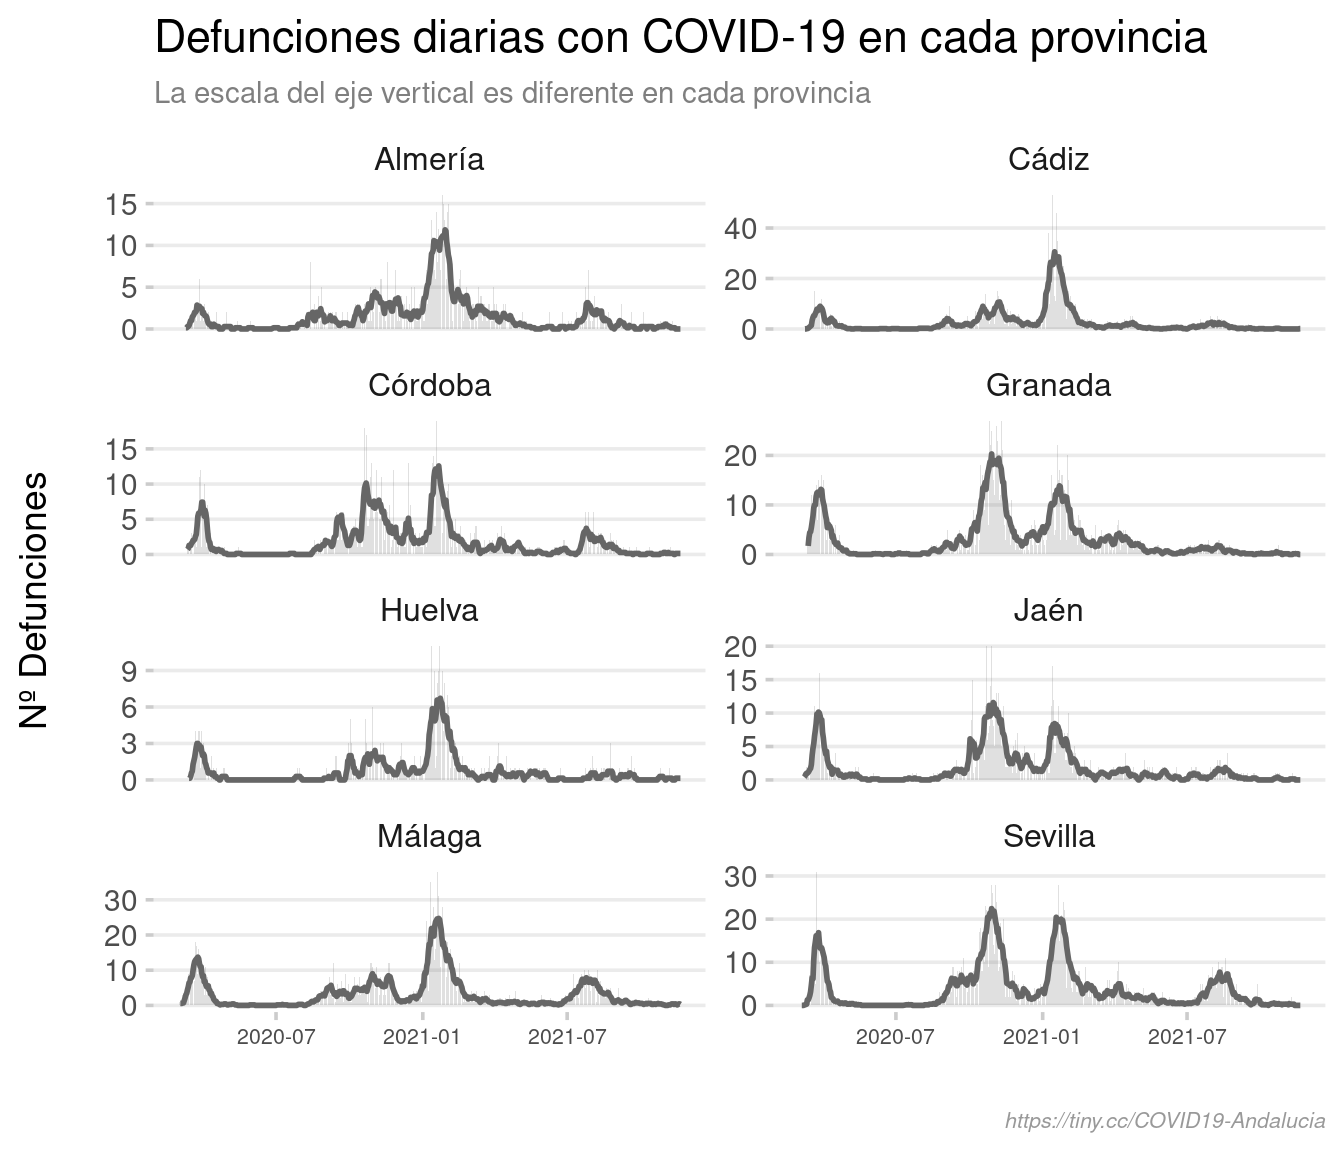 Defunciones diarias con COVID-19 en cada provincia
La escala del eje vertical es diferente en cada provincia
Nº Defunciones
Almería
15
10
5
0
Cádiz
40
20
0
Córdoba
15
10
5
0
Granada
20
10
0
Huelva
9
6
3
0
Jaén
20
15
10
5
0
Málaga
30
20
10
0
2020-07 2021-01 2021-07
Sevilla
30
20
10
0
2020-07 2021-01 2021-07
https://tiny.cc/COVID19-Andalucia